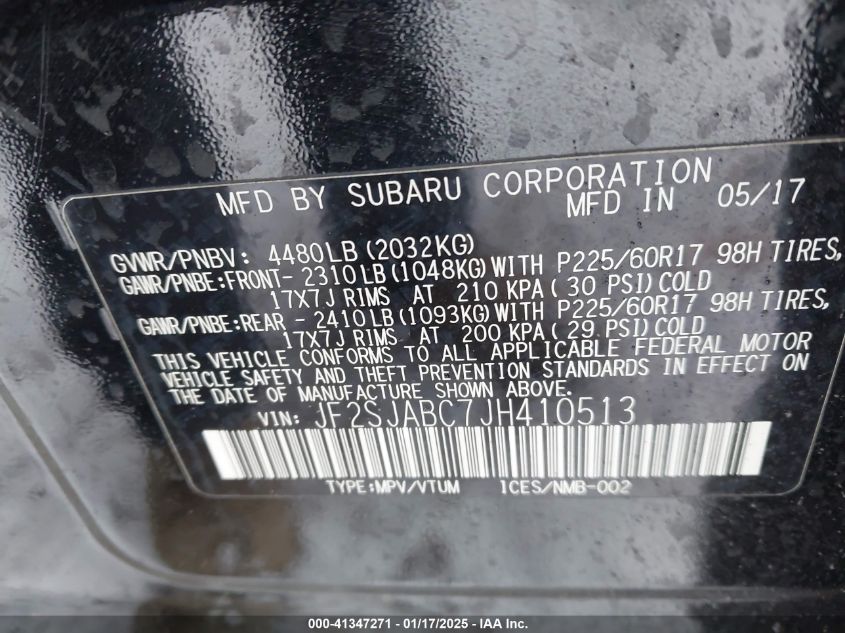 MFD BY SUBARU CORPORATION
MFD IN 05/17
GVWR/PNBV: 4480LB (2032KG)
GAWR/PNBE:FRONT- 2310LB (1048KG) WITH P225/60R17 98H TIRES,
17X7J RIMS AT 210 KPA (30 PSI) COLD
GAWR/PNBE:REAR - 2410LB (1093KG) WITH P225/60R17 98H TIRES,
17X7J RIMS AT 200 KPA (29 PSI) COLD
THIS VEHICLE CONFORMS TO ALL APPLICABLE FEDERAL MOTOR
VEHICLE SAFETY AND THEFT PREVENTION STANDARDS IN EFFECT ON
THE DATE OF MANUFACTURE SHOWN ABOVE.
VIN: JF2SJABC7JH410513
TYPE:MPV/VTUM ICES/NMB-002
000-41347271 - 01/17/2025 - IAA Inc.